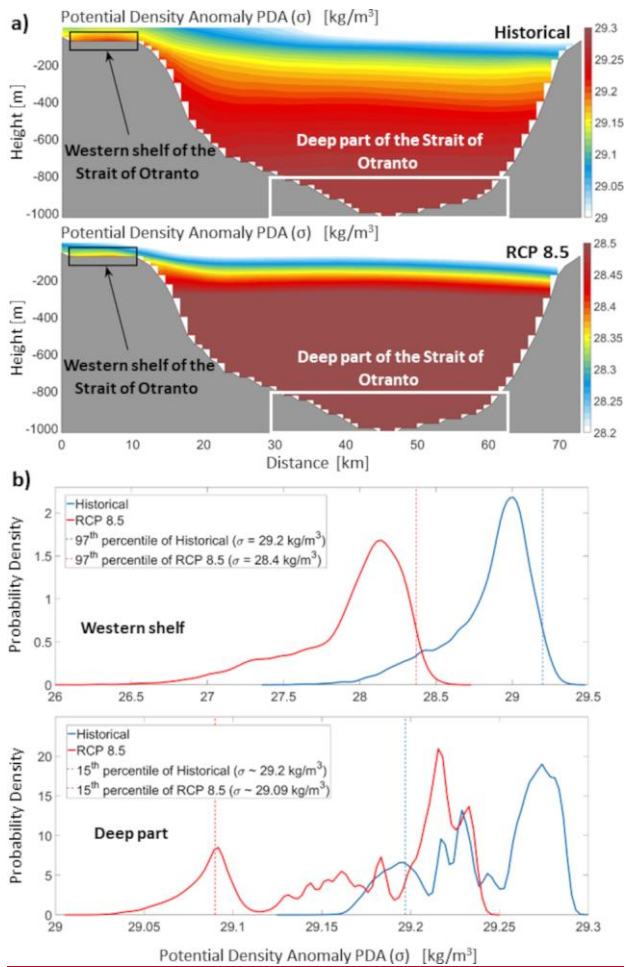 a)
Potential Density Anomaly PDA (σ) [kg/m³]
Historical
Height [m]
-200
-400
-600
-800
-1000
Western shelf of the
Strait of Otranto
Deep part of the Strait of
Otranto
29.3
29.25
29.2
29.15
29.1
29.05
29
Potential Density Anomaly PDA (σ) [kg/m³]
RCP 8.5
Height [m]
-200
-400
-600
-800
-1000
Western shelf of the
Strait of Otranto
Deep part of the Strait of
Otranto
28.5
28.45
28.4
28.35
28.3
28.25
28.2
0 10 20 30 40 50 60 70
Distance [km]
b)
Probability Density
2
1.5
1
0.5
0
Historical
RCP 8.5
97th percentile of Historical (σ = 29.2 kg/m³)
97th percentile of RCP 8.5 (σ = 28.4 kg/m³)
Western shelf
26 26.5 27 27.5 28 28.5 29 29.5
Probability Density
20
15
10
5
0
Historical
RCP 8.5
15th percentile of Historical (σ ~ 29.2 kg/m³)
15th percentile of RCP 8.5 (σ ~ 29.09 kg/m³)
Deep part
29 29.05 29.1 29.15 29.2 29.25 29.3
Potential Density Anomaly PDA (σ) [kg/m³]